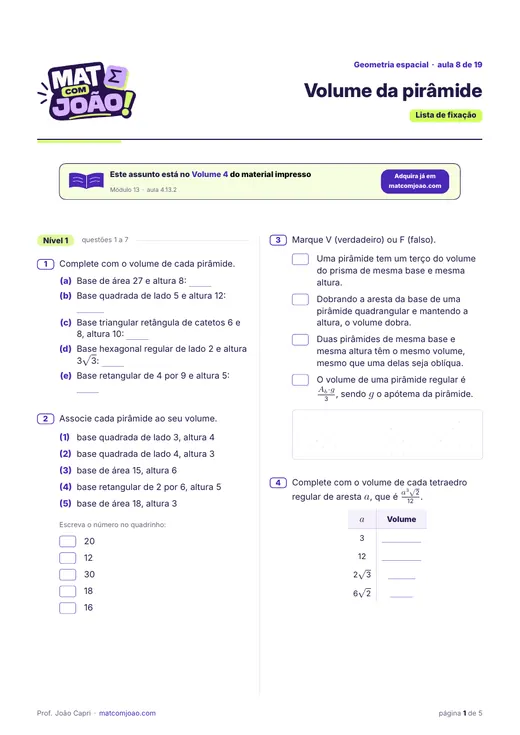 MAT Σ
COM
JOÃO!
Geometria espacial · aula 8 de 19
Volume da pirâmide
Lista de fixação
Este assunto está no Volume 4 do material impresso
Módulo 13 · aula 4.13.2
Adquira já em
matcomjoao.com
Nível 1 questões 1 a 7
1 Complete com o volume de cada pirâmide.
(a) Base de área 27 e altura 8: _____
(b) Base quadrada de lado 5 e altura 12:
_____
(c) Base triangular retângula de catetos 6 e
8, altura 10: _____
(d) Base hexagonal regular de lado 2 e altura
3√3: _____
(e) Base retangular de 4 por 9 e altura 5:
_____
2 Associe cada pirâmide ao seu volume.
(1) base quadrada de lado 3, altura 4
(2) base quadrada de lado 4, altura 3
(3) base de área 15, altura 6
(4) base retangular de 2 por 6, altura 5
(5) base de área 18, altura 3
Escreva o número no quadrinho:
20
12
30
18
16
3 Marque V (verdadeiro) ou F (falso).
Uma pirâmide tem um terço do volume
do prisma de mesma base e mesma
altura.
Dobrando a aresta da base de uma
pirâmide quadrangular e mantendo a
altura, o volume dobra.
Duas pirâmides de mesma base e
mesma altura têm o mesmo volume,
mesmo que uma delas seja oblíqua.
O volume de uma pirâmide regular é
A_b·g/3, sendo g o apótema da pirâmide.
4 Complete com o volume de cada tetraedro
regular de aresta a, que é a³√2/12.
a Volume
3 _____
12 _____
2√3 _____
6√2 _____
Prof. João Capri · matcomjoao.com
página 1 de 5